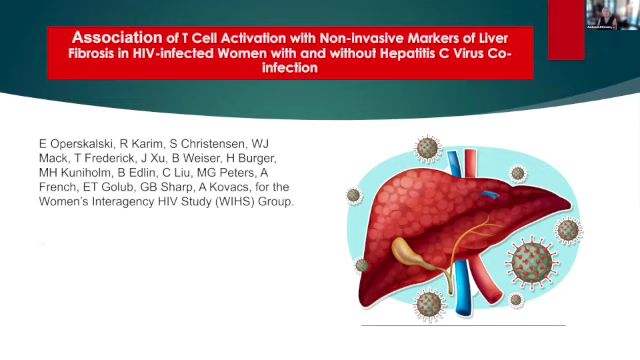 Association of T Cell Activation with Non-invasive Markers of Liver
Fibrosis in HIV-infected Women with and without Hepatitis C Virus Co-
infection
E Operskalski, R Karim, S Christensen, WJ
Mack, T Frederick, J Xu, B Weiser, H Burger,
MH Kuniholm, B Edlin, C Liu, MG Peters, A
French, ET Golub, GB Sharp, A Kovacs, for the
Women's Interagency HIV Study (WIHS) Group.